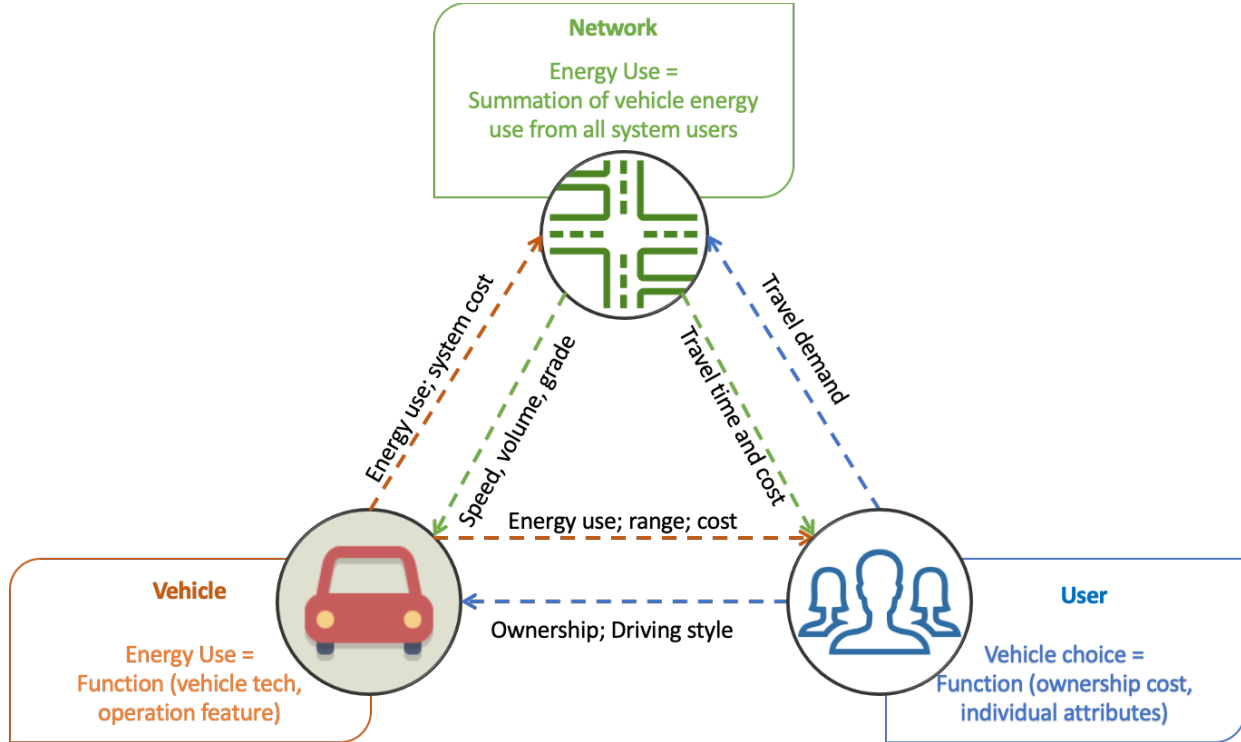 Network
Energy Use =
Summation of vehicle energy
use from all system users
Energy use; system cost
Speed, volume, grade
Travel time and cost
Travel demand
Energy use; range; cost
Ownership; Driving style
Vehicle
Energy Use =
Function (vehicle tech,
operation feature)
User
Vehicle choice =
Function (ownership cost,
individual attributes)